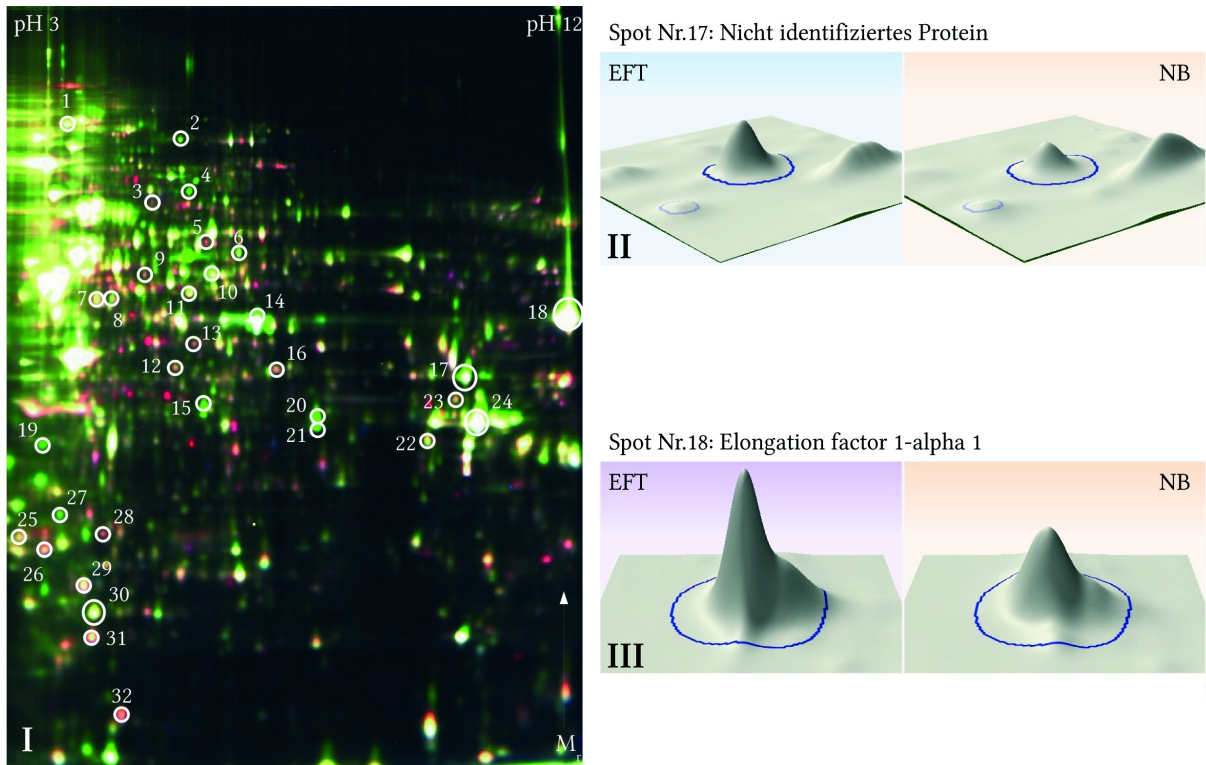 pH 3
pH 12
1
2
3
4
5
6
7
8
9
10
11
12
13
14
15
16
17
18
19
20
21
22
23
24
25
26
27
28
29
30
31
32
I
Mr
Spot Nr.17: Nicht identifiziertes Protein
EFT
NB
II
Spot Nr.18: Elongation factor 1-alpha 1
EFT
NB
III